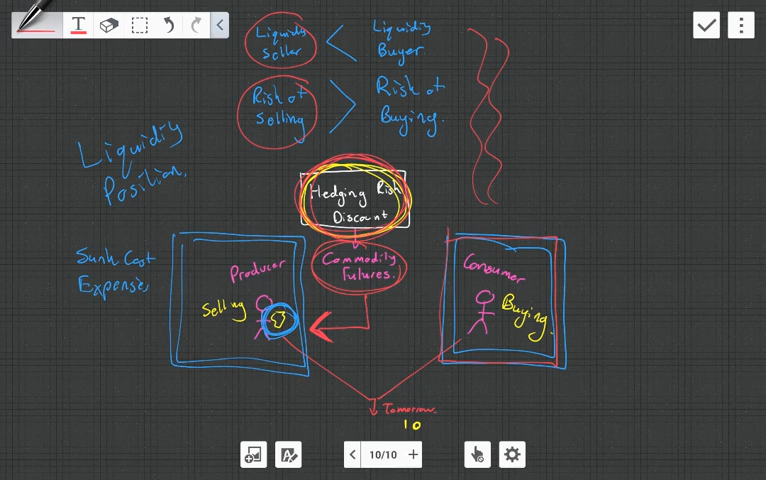 T
Liquidity
Seller
<
Liquidity
Buyer.
Risk of
Selling
>
Risk of
Buying.
Liquidity
Position.
Hedging Risk
Discount
Sunk Cost
Expenses
Producer
Selling
Commodity
Futures.
Consumer
Buying.
Tomorrow.
10
10/10